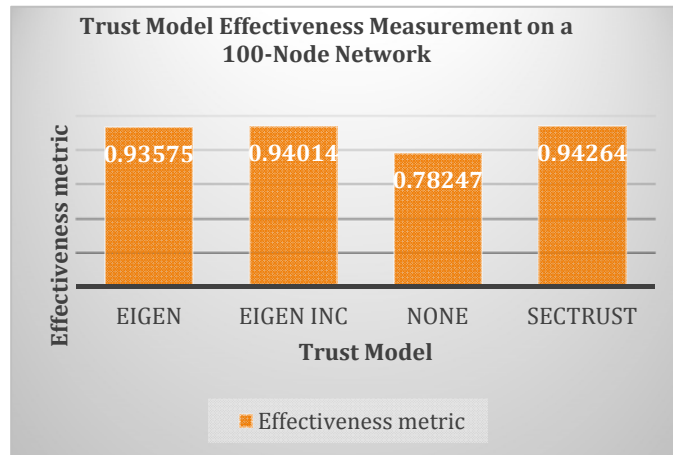 Trust Model Effectiveness Measurement on a
100-Node Network
Effectiveness metric
0.93575
0.94014
0.78247
0.94264
EIGEN
EIGEN INC
NONE
SECTRUST
Trust Model
Effectiveness metric